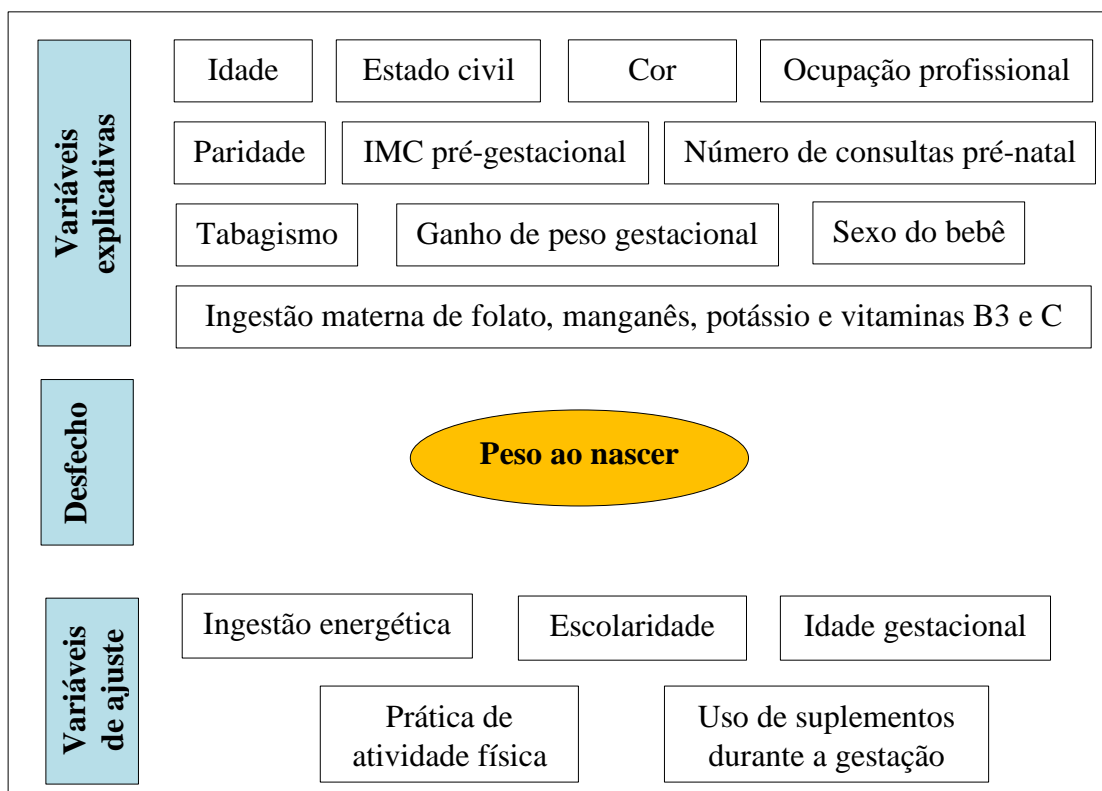 Variáveis
explicativas
Idade
Estado civil
Cor
Ocupação profissional
Paridade
IMC pré-gestacional
Número de consultas pré-natal
Tabagismo
Ganho de peso gestacional
Sexo do bebê
Ingestão materna de folato, manganês, potássio e vitaminas B3 e C
Desfecho
Peso ao nascer
Variáveis
de ajuste
Ingestão energética
Escolaridade
Idade gestacional
Prática de
atividade física
Uso de suplementos
durante a gestação